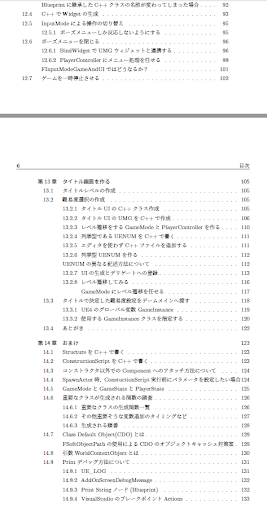 Blueprint に継承した C++ クラスの名前が変わってしまった場合 . . . . 92
12.4 C++ で Widget の生成 . . . . 93
12.5 InputMode による操作の切り替え . . . . 95
12.5.1 ポーズメニューしか反応しないようにする . . . . 95
12.6 ポーズメニューを閉じる . . . . 96
12.6.1 BindWidget で UMG ウィジェットと連携する . . . . 96
12.6.2 PlayerController にメニュー処理を任せる . . . . 99
FInputModeGameAndUI ではどうなるか? . . . . 101
12.7 ゲームを一時停止させる . . . . 102
6 目次
第 13 章 タイトル画面を作る 105
13.1 タイトルレベルの作成 . . . . 105
13.2 難易度選択の作成 . . . . 105
13.2.1 タイトル UI の C++ クラス作成 . . . . 105
13.2.2 タイトル UI の UMG を C++ で作成 . . . . 106
13.2.3 レベル遷移をする GameMode と PlayerController を作る . . . . 110
13.2.4 列挙型である UENUM を C++ で書く . . . . 111
13.2.5 エディタを使わず C++ ファイルを追加する . . . . 111
13.2.6 列挙型 UENUM を作る . . . . 112
UENUM の異なる記述方法について . . . . 112
13.2.7 UI の生成とデリゲートへの登録 . . . . 113
13.2.8 レベル遷移してみる . . . . 116
GameMode にレベル遷移を任せる . . . . 117
13.3 タイトルで決定した難易度設定をゲームメインへ渡す . . . . 118
13.3.1 UE4 のグローバル変数 GameInstance . . . . 119
13.3.2 使用する GameInstance クラスを指定する . . . . 120
13.4 あとがき . . . . 122
第 14 章 おまけ 123
14.1 Structure を C++ で書く . . . . 123
14.2 ConstructionScript を C++ で書く . . . . 123
14.3 コンストラクタ以外での Component へのアタッチ方法について . . . . 124
14.4 SpawnActor 時、ConstuctionScript 実行前にパラメータを設定したい場合 124
14.5 GameMode と GameState と PlayerState . . . . 125
14.6 重要なクラスが生成される関数の調査 . . . . 126
14.6.1 重要なクラスの生成関数一覧 . . . . 126
14.6.2 その他重要そうな変数追加のタイミングなど . . . . 127
14.6.3 生成される順番 . . . . 128
14.7 Class Default Object(CDO) とは . . . . 129
FSoftObjectPath の使用による CDO のオブジェクトキャッシュ対策案 . . 129
14.8 引数 WorldContextObject とは . . . . 130
14.9 Print デバッグ方法について . . . . 131
14.9.1 UE_LOG . . . . 131
14.9.2 AddOnScreenDebugMessage . . . . 132
14.9.3 Print String ノード (Blueprint) . . . . 132
14.9.4 VisualStudio のブレークポイント Actions . . . . 133